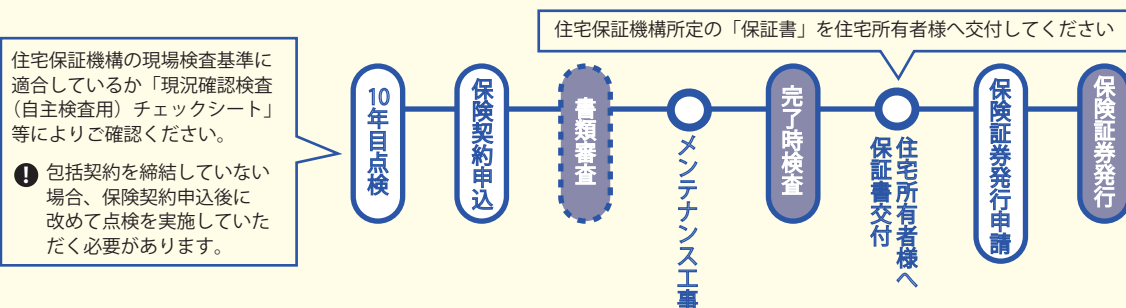 住宅保証機構所定の「保証書」を住宅所有者様へ交付してください
住宅保証機構の現場検査基準に
適合しているか「現況確認検査
（自主検査用）チェックシート」
等によりご確認ください。
! 包括契約を締結していない
場合、保険契約申込後に
改めて点検を実施していた
だく必要があります。
10年目点検
保険契約申込
書類審査
メンテナンス工事
完了時検査
住宅所有者様へ
保証書交付
保険証券発行申請
保険証券発行